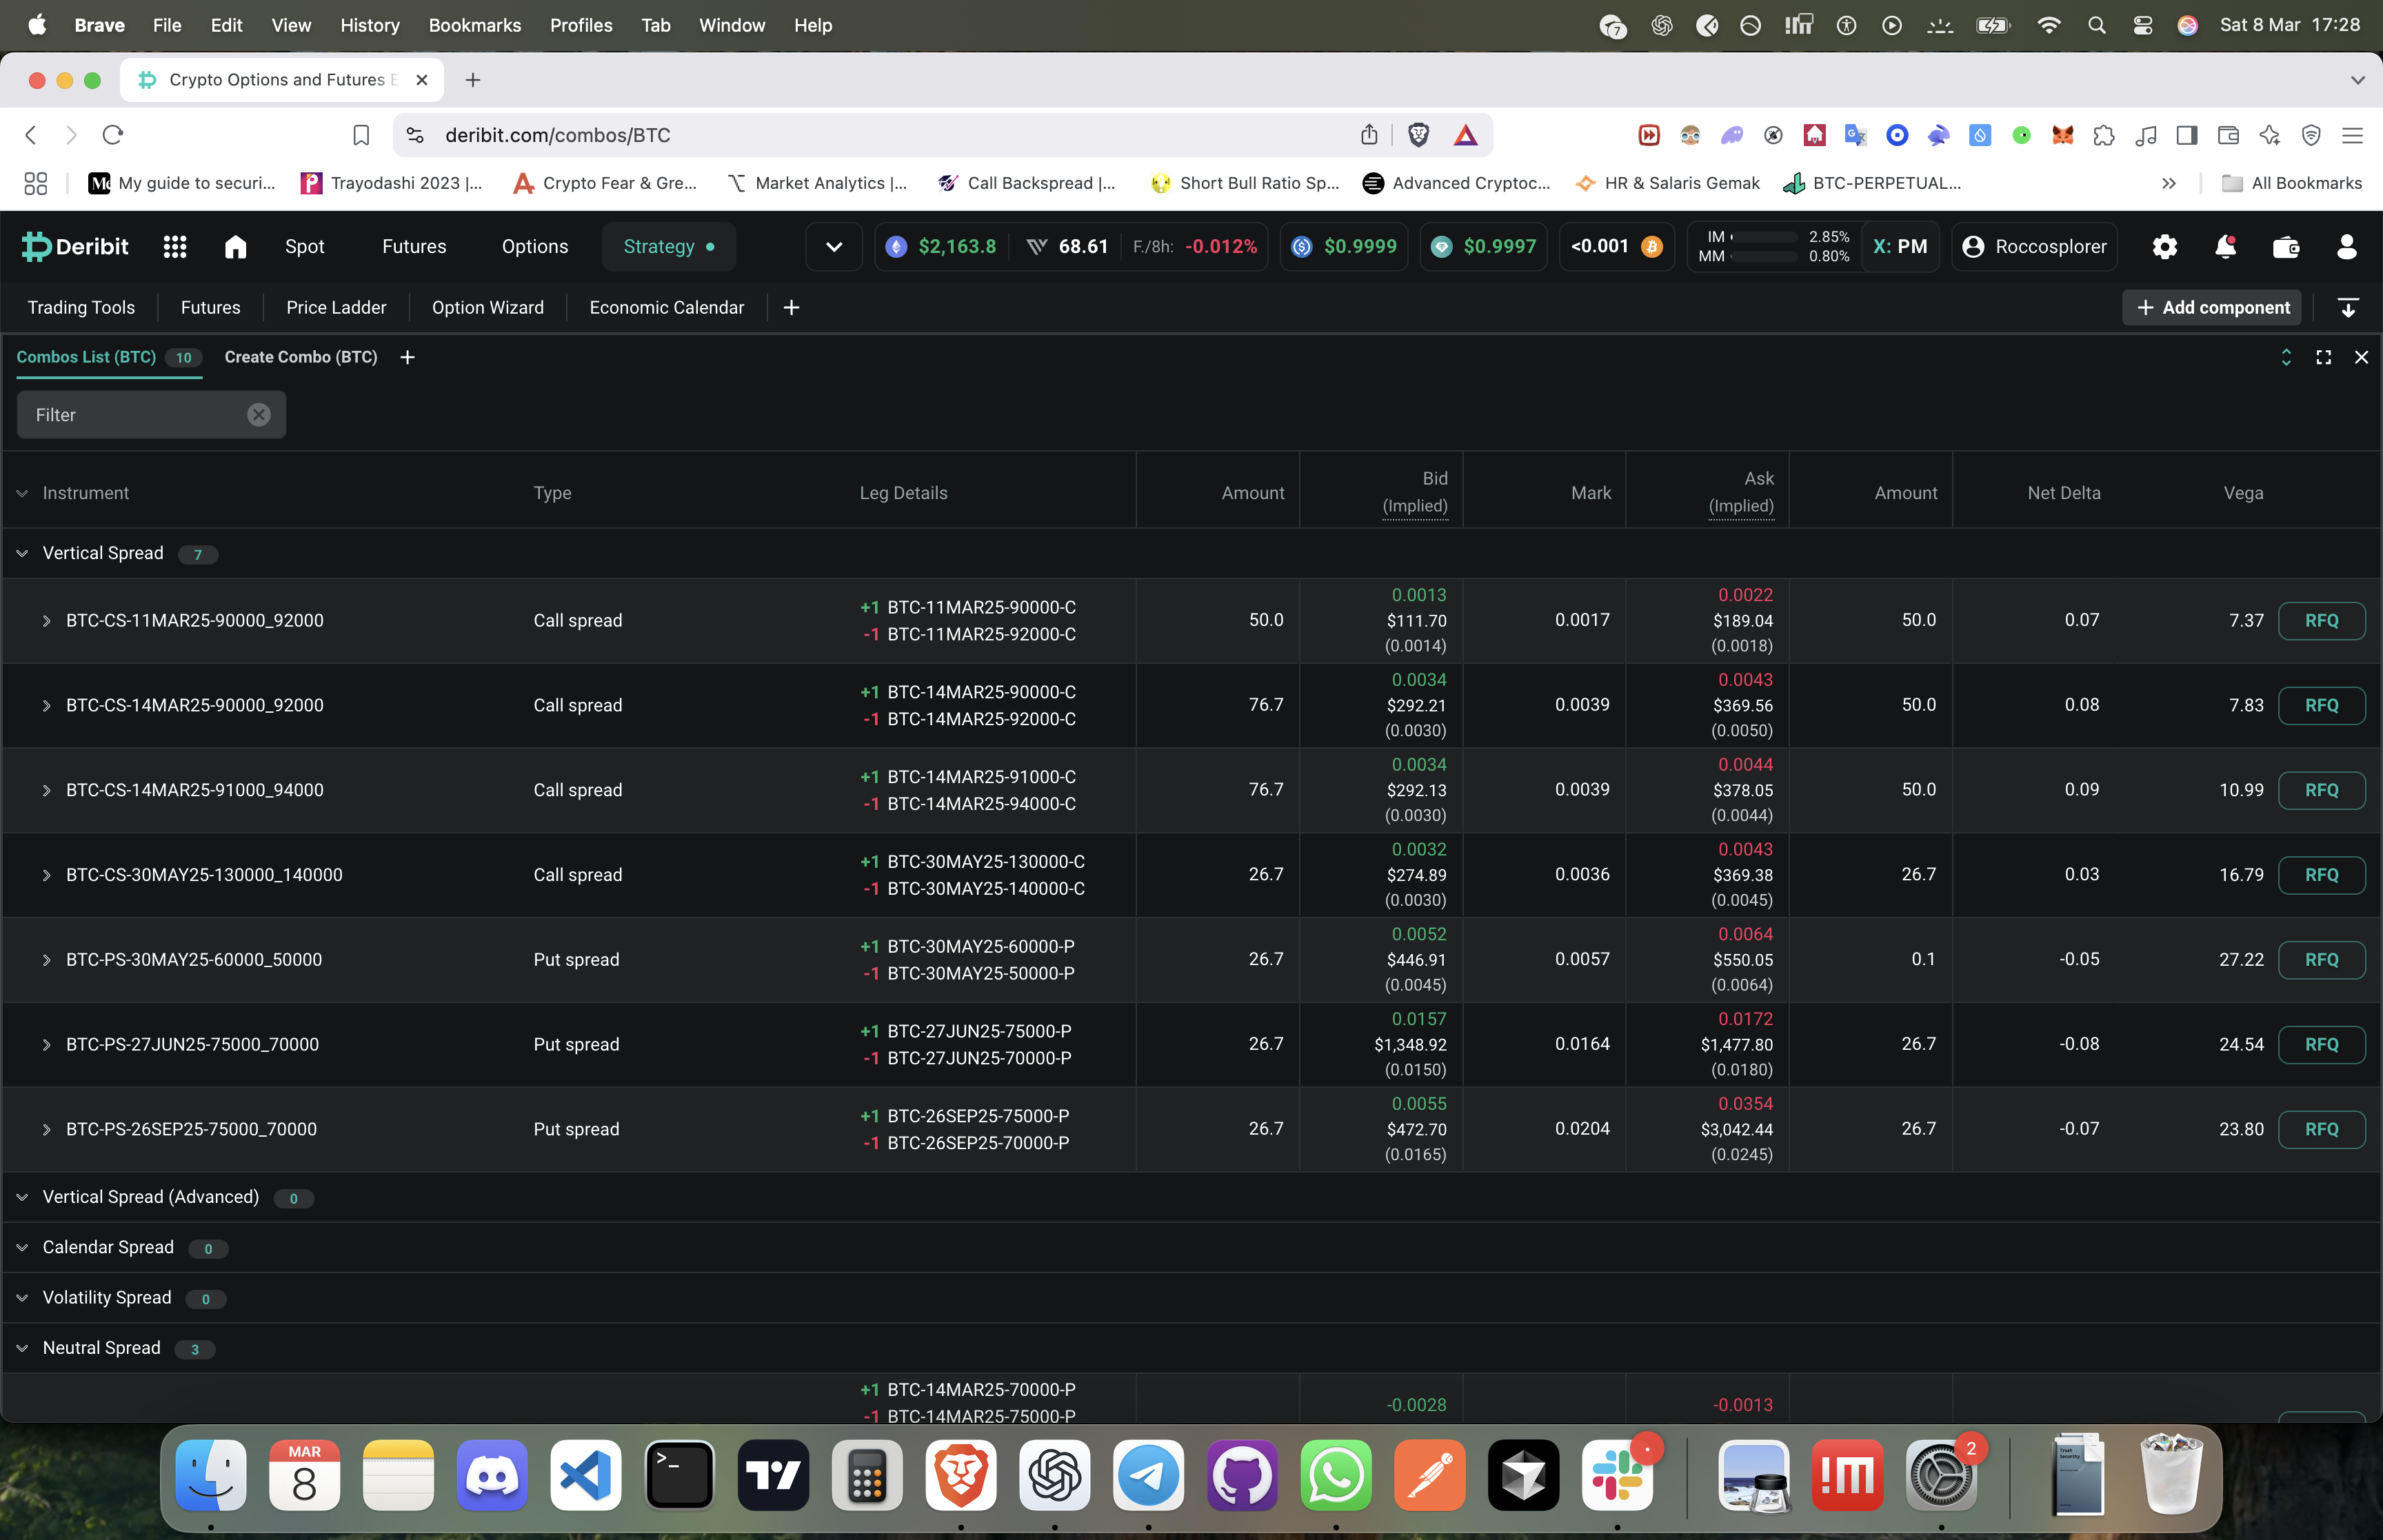 Brave File Edit View History Bookmarks Profiles Tab Window Help 7 Sat 8 Mar 17:28
Crypto Options and Futures E
deribit.com/combos/BTC
My guide to securi... Trayodashi 2023 |... Crypto Fear & Gre... Market Analytics |... Call Backspread |... Short Bull Ratio Sp... Advanced Cryptoc... HR & Salaris Gemak BTC-PERPETUAL... All Bookmarks
Deribit Spot Futures Options Strategy $2,163.8 68.61 F./8h: -0.012% $0.9999 $0.9997 <0.001 IM 2.85% MM 0.80% X: PM Roccosplorer
Trading Tools Futures Price Ladder Option Wizard Economic Calendar + Add component
Combos List (BTC) 10 Create Combo (BTC) +
Filter
Instrument Type Leg Details Amount Bid (Implied) Mark Ask (Implied) Amount Net Delta Vega
Vertical Spread 7
BTC-CS-11MAR25-90000_92000 Call spread +1 BTC-11MAR25-90000-C -1 BTC-11MAR25-92000-C 50.0 0.0013 $111.70 (0.0014) 0.0017 0.0022 $189.04 (0.0018) 50.0 0.07 7.37 RFQ
BTC-CS-14MAR25-90000_92000 Call spread +1 BTC-14MAR25-90000-C -1 BTC-14MAR25-92000-C 76.7 0.0034 $292.21 (0.0030) 0.0039 0.0043 $369.56 (0.0050) 50.0 0.08 7.83 RFQ
BTC-CS-14MAR25-91000_94000 Call spread +1 BTC-14MAR25-91000-C -1 BTC-14MAR25-94000-C 76.7 0.0034 $292.13 (0.0030) 0.0039 0.0044 $378.05 (0.0044) 50.0 0.09 10.99 RFQ
BTC-CS-30MAY25-130000_140000 Call spread +1 BTC-30MAY25-130000-C -1 BTC-30MAY25-140000-C 26.7 0.0032 $274.89 (0.0030) 0.0036 0.0043 $369.38 (0.0045) 26.7 0.03 16.79 RFQ
BTC-PS-30MAY25-60000_50000 Put spread +1 BTC-30MAY25-60000-P -1 BTC-30MAY25-50000-P 26.7 0.0052 $446.91 (0.0045) 0.0057 0.0064 $550.05 (0.0064) 0.1 -0.05 27.22 RFQ
BTC-PS-27JUN25-75000_70000 Put spread +1 BTC-27JUN25-75000-P -1 BTC-27JUN25-70000-P 26.7 0.0157 $1,348.92 (0.0150) 0.0164 0.0172 $1,477.80 (0.0180) 26.7 -0.08 24.54 RFQ
BTC-PS-26SEP25-75000_70000 Put spread +1 BTC-26SEP25-75000-P -1 BTC-26SEP25-70000-P 26.7 0.0055 $472.70 (0.0165) 0.0204 0.0354 $3,042.44 (0.0245) 26.7 -0.07 23.80 RFQ
Vertical Spread (Advanced) 0
Calendar Spread 0
Volatility Spread 0
Neutral Spread 3
+1 BTC-14MAR25-70000-P
-1 BTC-14MAR25-75000-P -0.0028 -0.0013
MAR
8 2